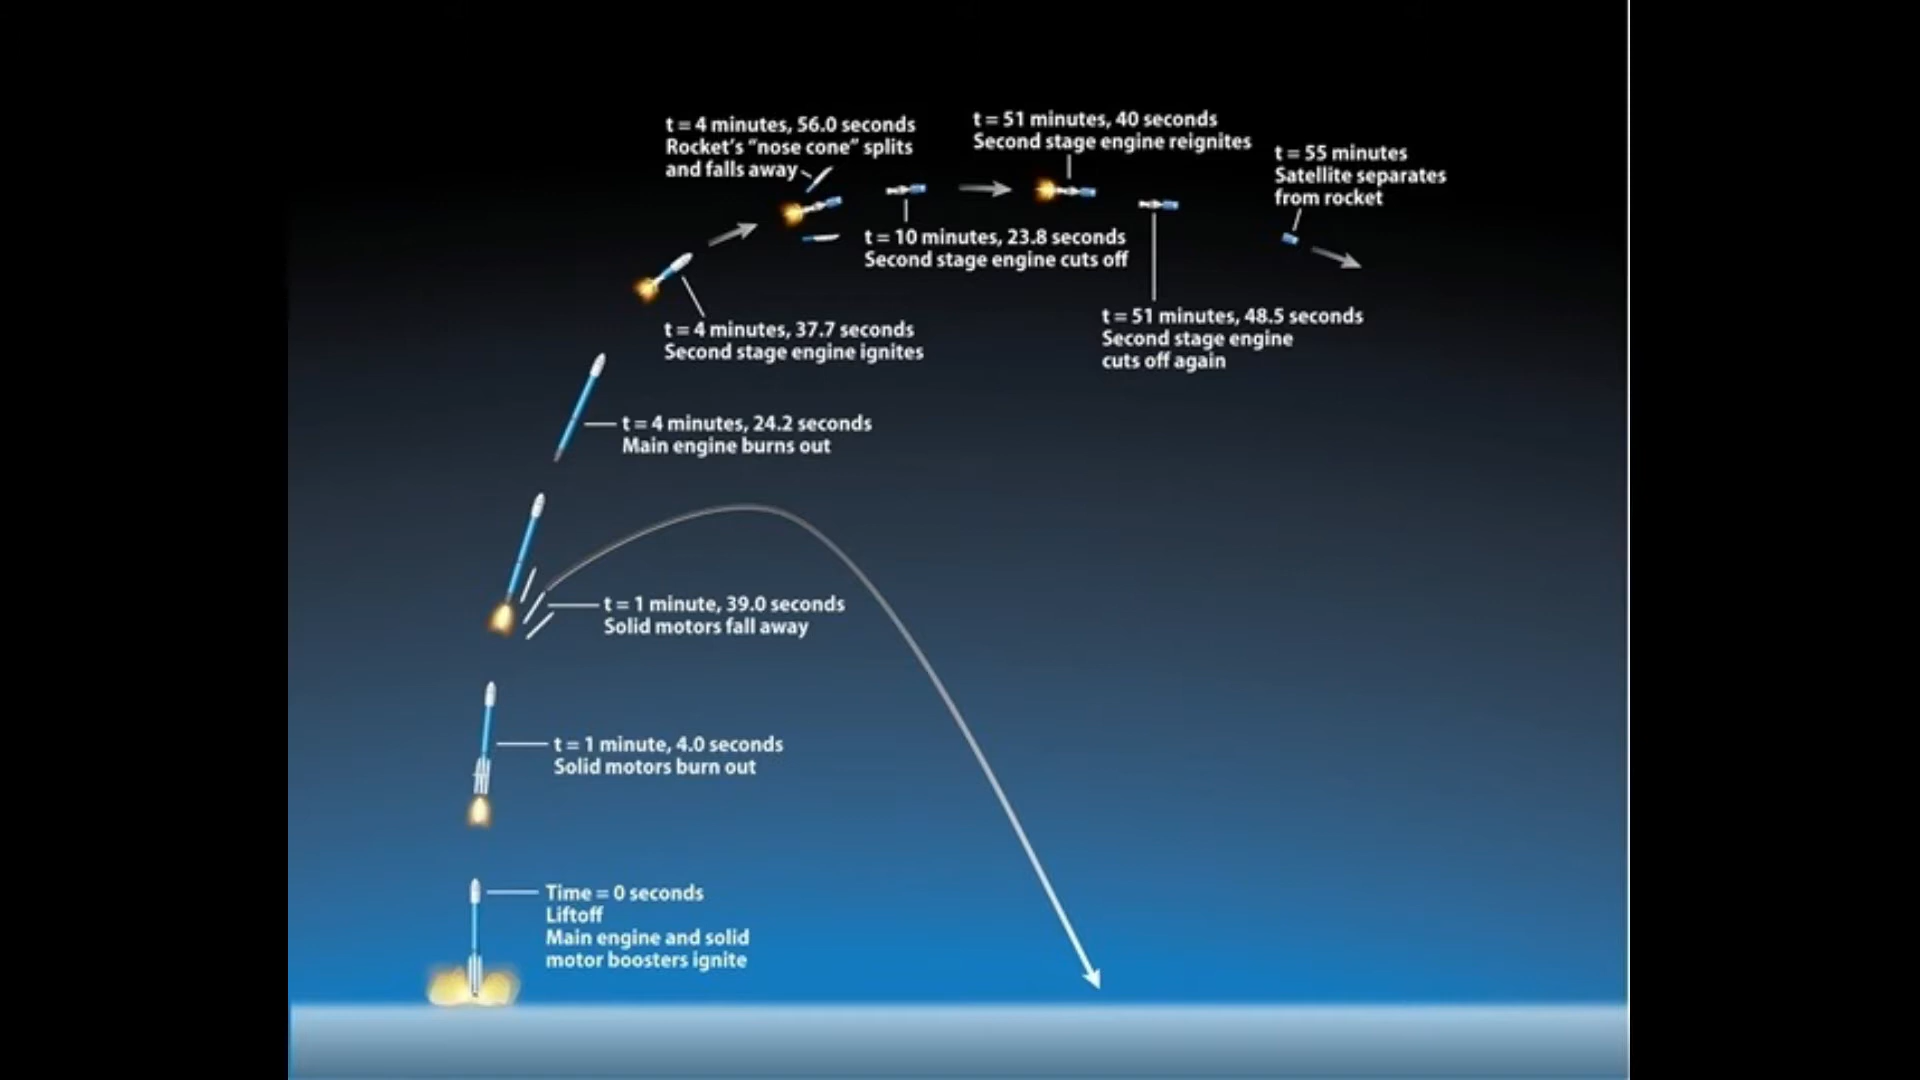 t = 4 minutes, 56.0 seconds
Rocket's "nose cone" splits
and falls away
t = 51 minutes, 40 seconds
Second stage engine reignites
t = 55 minutes
Satellite separates
from rocket
t = 10 minutes, 23.8 seconds
Second stage engine cuts off
t = 51 minutes, 48.5 seconds
Second stage engine
cuts off again
t = 4 minutes, 37.7 seconds
Second stage engine ignites
t = 4 minutes, 24.2 seconds
Main engine burns out
t = 1 minute, 39.0 seconds
Solid motors fall away
t = 1 minute, 4.0 seconds
Solid motors burn out
Time = 0 seconds
Liftoff
Main engine and solid
motor boosters ignite